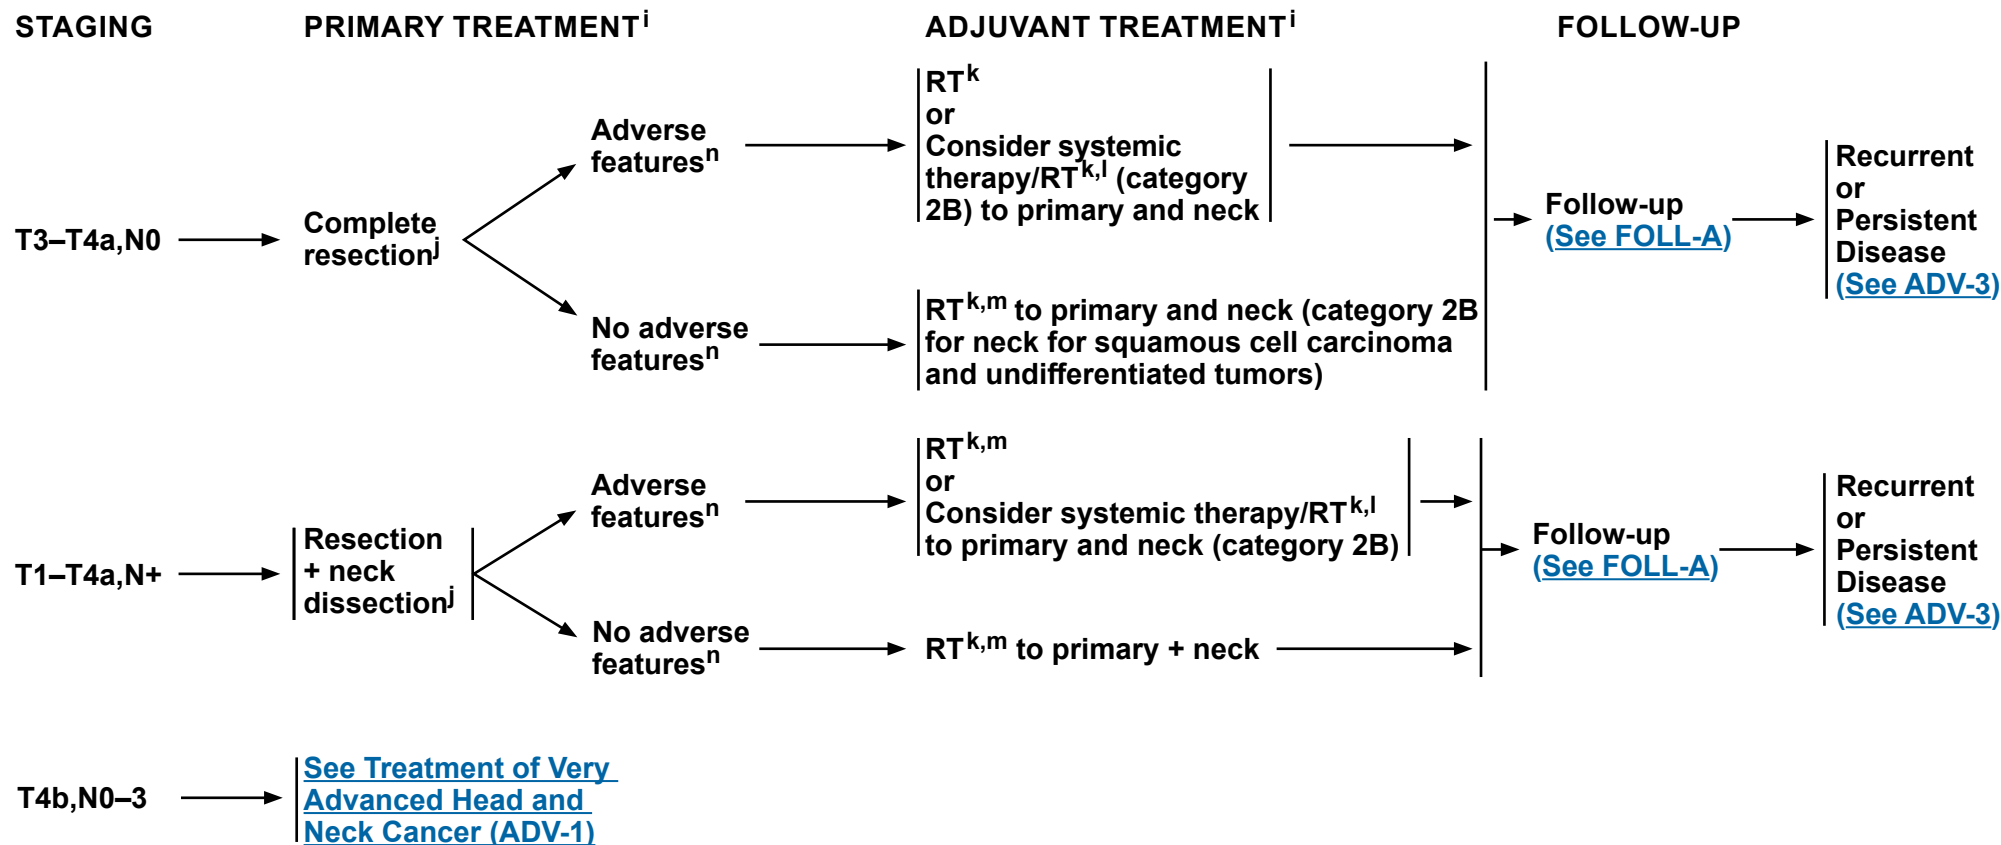 STAGING
PRIMARY TREATMENTi
ADJUVANT TREATMENTi
FOLLOW-UP
T3–T4a,N0
Complete
resectionj
Adverse
featuresn
RTk
or
Consider systemic
therapy/RTk,l (category
2B) to primary and neck
No adverse
featuresn
RTk,m to primary and neck (category 2B
for neck for squamous cell carcinoma
and undifferentiated tumors)
Follow-up
(See FOLL-A)
Recurrent
or
Persistent
Disease
(See ADV-3)
T1–T4a,N+
Resection
+ neck
dissectionj
Adverse
featuresn
RTk,m
or
Consider systemic therapy/RTk,l
to primary and neck (category 2B)
No adverse
featuresn
RTk,m to primary + neck
Follow-up
(See FOLL-A)
Recurrent
or
Persistent
Disease
(See ADV-3)
T4b,N0–3
See Treatment of Very
Advanced Head and
Neck Cancer (ADV-1)